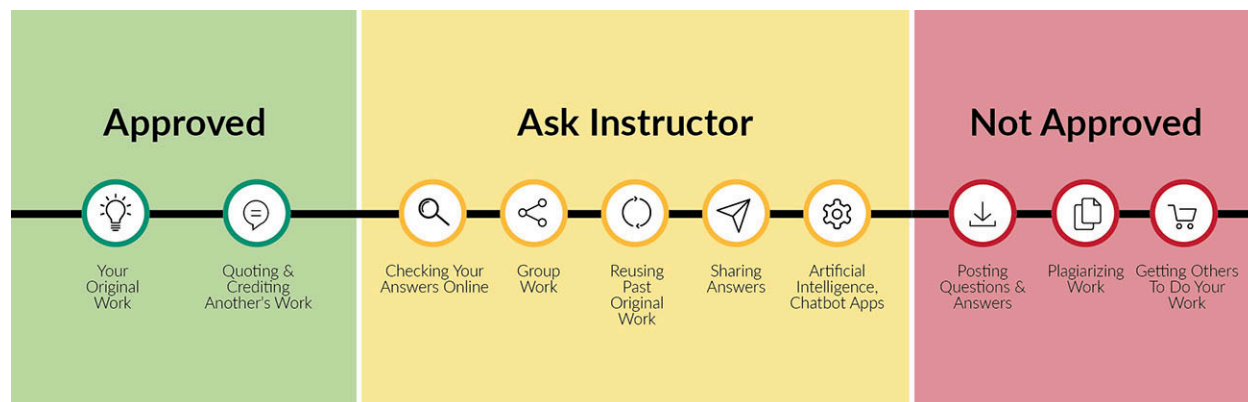 Approved
Your
Original
Work
Quoting &
Crediting
Another's Work
Ask Instructor
Checking Your
Answers Online
Group
Work
Reusing
Past
Original
Work
Sharing
Answers
Artificial
Intelligence,
Chatbot Apps
Not Approved
Posting
Questions &
Answers
Plagiarizing
Work
Getting Others
To Do Your
Work